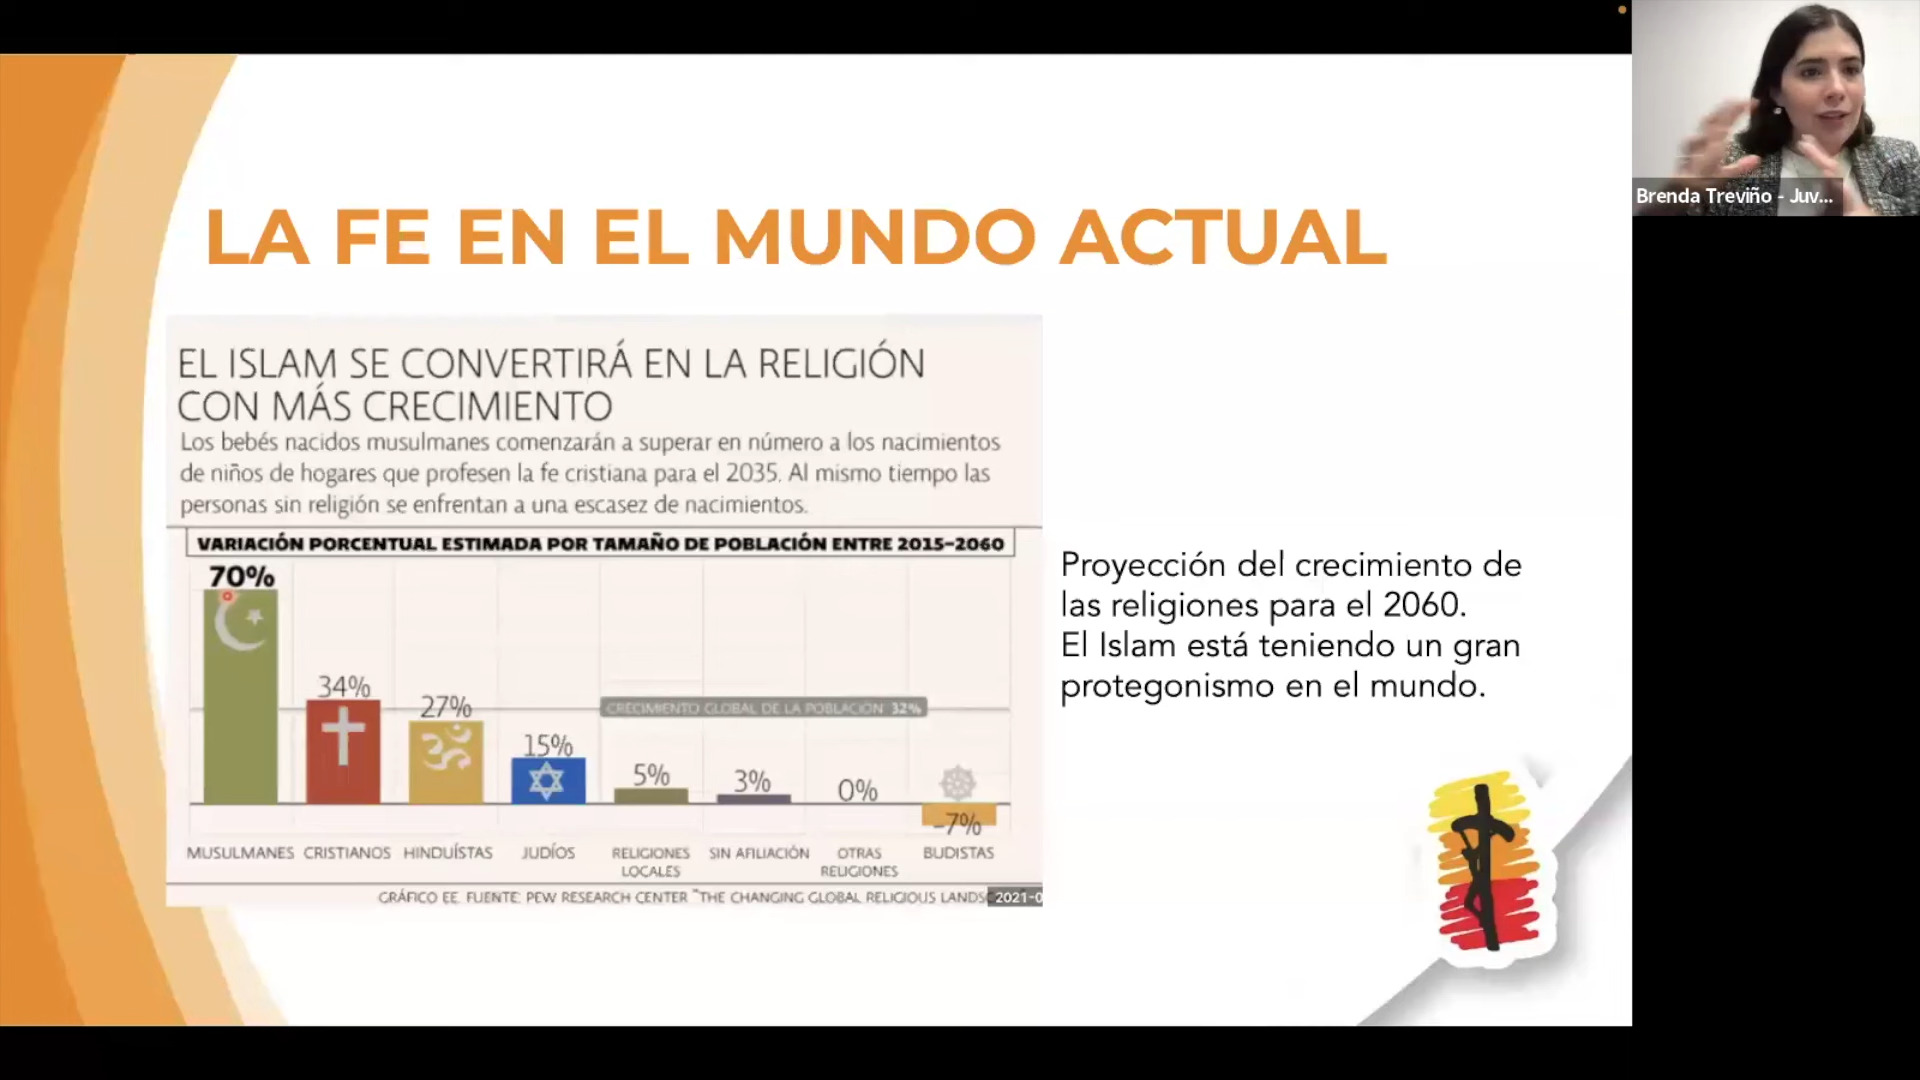 Brenda Treviño - Juv...
LA FE EN EL MUNDO ACTUAL
EL ISLAM SE CONVERTIRÁ EN LA RELIGIÓN
CON MÁS CRECIMIENTO
Los bebés nacidos musulmanes comenzarán a superar en número a los nacimientos
de niños de hogares que profesen la fe cristiana para el 2035. Al mismo tiempo las
personas sin religión se enfrentan a una escasez de nacimientos.
VARIACIÓN PORCENTUAL ESTIMADA POR TAMAÑO DE POBLACIÓN ENTRE 2015-2060
70%
34%
27%
15%
5%
3%
0%
-7%
CRECIMIENTO GLOBAL DE LA POBLACIÓN 32%
MUSULMANES
CRISTIANOS
HINDUÍSTAS
JUDÍOS
RELIGIONES
LOCALES
SIN AFILIACIÓN
OTRAS
RELIGIONES
BUDISTAS
GRÁFICO EE. FUENTE: PEW RESEARCH CENTER "THE CHANGING GLOBAL RELIGIOUS LANDSC
2021-0
Proyección del crecimiento de
las religiones para el 2060.
El Islam está teniendo un gran
protegonismo en el mundo.